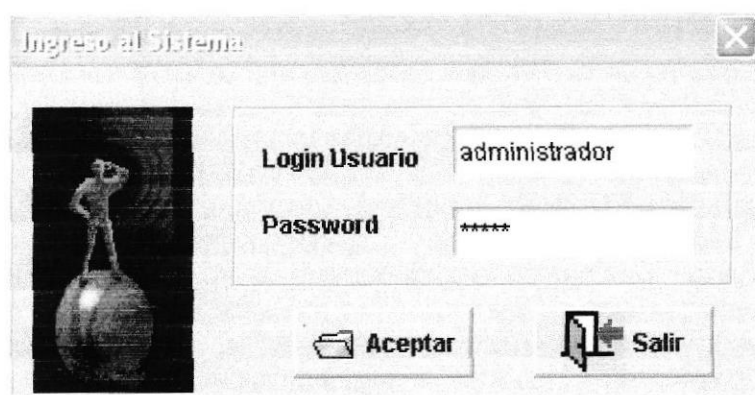 Ingreso al Sistema
Login Usuario administrador
Password *****
Aceptar Salir